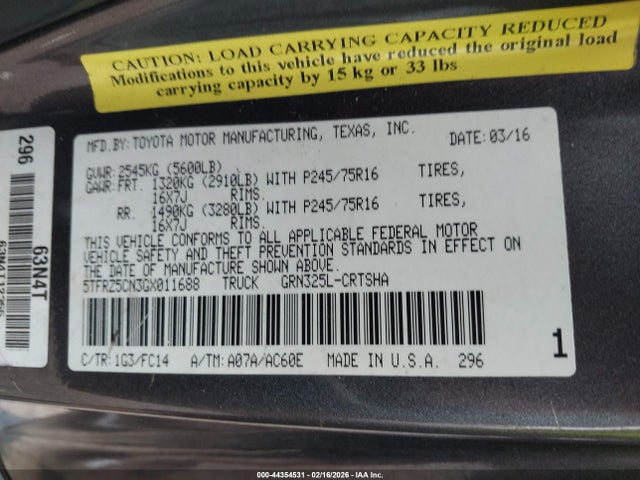 CAUTION: LOAD CARRYING CAPACITY REDUCED
Modifications to this vehicle have reduced the original load
carrying capacity by 15 kg or 33 lbs
MFD.BY: TOYOTA MOTOR MANUFACTURING, TEXAS, INC. DATE: 03/16
GVWR: 2545KG (5600LB)
GAWR: FRT. 1320KG (2910LB) WITH P245/75R16 TIRES,
16X7J RIMS.
RR. 1490KG (3280LB) WITH P245/75R16 TIRES,
16X7J RIMS.
THIS VEHICLE CONFORMS TO ALL APPLICABLE FEDERAL MOTOR
VEHICLE SAFETY AND THEFT PREVENTION STANDARDS IN EFFECT ON
THE DATE OF MANUFACTURE SHOWN ABOVE.
5TFRZ5CN3GX011688 TRUCK GRN325L-CRTSHA
C/TR: 1G3/FC14 A/TM: A07A/AC60E MADE IN U.S.A. 296
1
296
63N4T
000-44354531 - 02/16/2026 - IAA Inc.